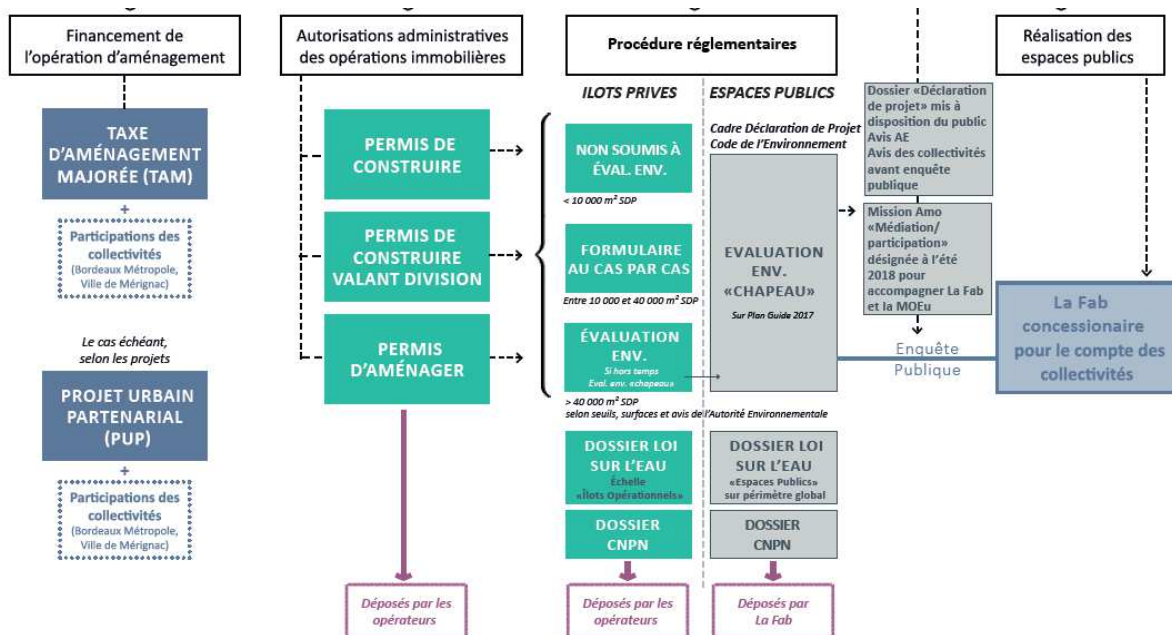 Financement de
l'opération d'aménagement
TAXE
D'AMÉNAGEMENT
MAJORÉE (TAM)
+
Participations des
collectivités
(Bordeaux Métropole,
Ville de Mérignac)
Le cas échéant,
selon les projets
PROJET URBAIN
PARTENARIAL
(PUP)
+
Participations des
collectivités
(Bordeaux Métropole,
Ville de Mérignac)
Autorisations administratives
des opérations immobilières
PERMIS DE
CONSTRUIRE
PERMIS DE
CONSTRUIRE
VALANT DIVISION
PERMIS
D'AMÉNAGER
Déposés par les
opérateurs
Procédure réglementaires
ILOTS PRIVES
NON SOUMIS À
ÉVAL. ENV.
< 10 000 m² SDP
FORMULAIRE
AU CAS PAR CAS
Entre 10 000 et 40 000 m² SDP
ÉVALUATION
ENV.
Si hors temps
Eval. env. «chapeau»
> 40 000 m² SDP
selon seuils, surfaces et avis de l'Autorité Environnementale
DOSSIER LOI
SUR L'EAU
Échelle
«Îlots Opérationnels»
DOSSIER
CNPN
Déposés par les
opérateurs
ESPACES PUBLICS
Cadre Déclaration de Projet
Code de l'Environnement
EVALUATION
ENV.
«CHAPEAU»
Sur Plan Guide 2017
DOSSIER LOI
SUR L'EAU
«Espaces Publics»
sur périmètre global
DOSSIER
CNPN
Déposés par
La Fab
Dossier «Déclaration
de projet» mis à
disposition du public
Avis AE
Avis des collectivités
avant enquête
publique
Mission Amo
«Médiation/
participation»
désignée à l'été
2018 pour
accompagner La Fab
et la MOEu
Enquête
Publique
Réalisation des
espaces publics
La Fab
concessionaire
pour le compte des
collectivités